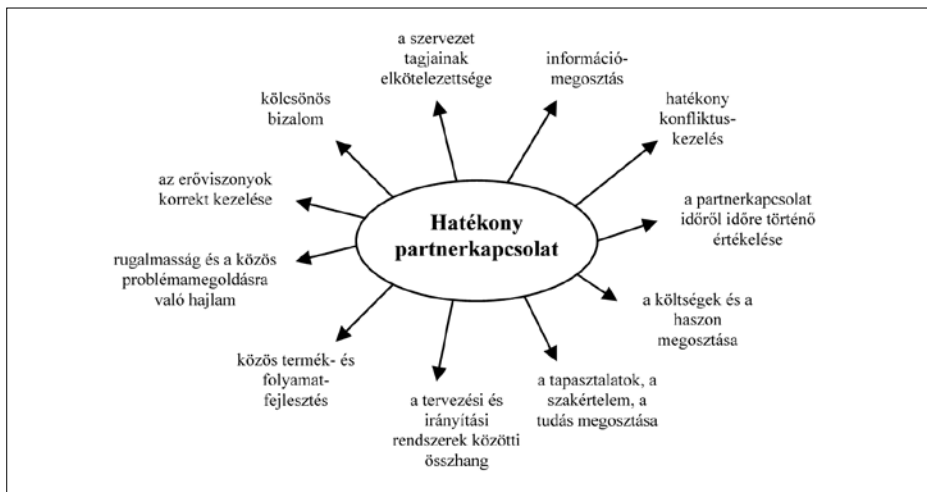 a szervezet
tagjainak
elkötelezettsége
információ-
megosztás
hatékony
konfliktus-
kezelés
a partnerkapcsolat
időről időre történő
értékelése
a költségek és a
haszon
megosztása
a tapasztalatok, a
szakértelem, a
tudás megosztása
a tervezési és
irányítási
rendszerek közötti
összhang
közös termék- és
folyamat-
fejlesztés
rugalmasság és a közös
problémamegoldásra
való hajlam
az erőviszonyok
korrekt kezelése
kölcsönös
bizalom
Hatékony
partnerkapcsolat